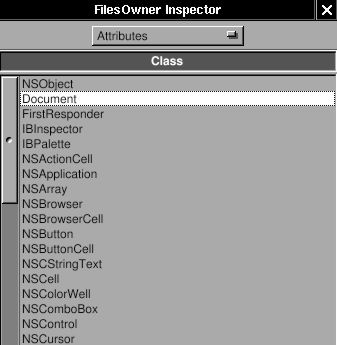 FilesOwner Inspector
Attributes
Class
NSObject
Document
FirstResponder
IBInspector
IBPalette
NSActionCell
NSApplication
NSArray
NSBrowser
NSBrowserCell
NSButton
NSButtonCell
NSCStringText
NSCell
NSColorWell
NSComboBox
NSControl
NSCursor